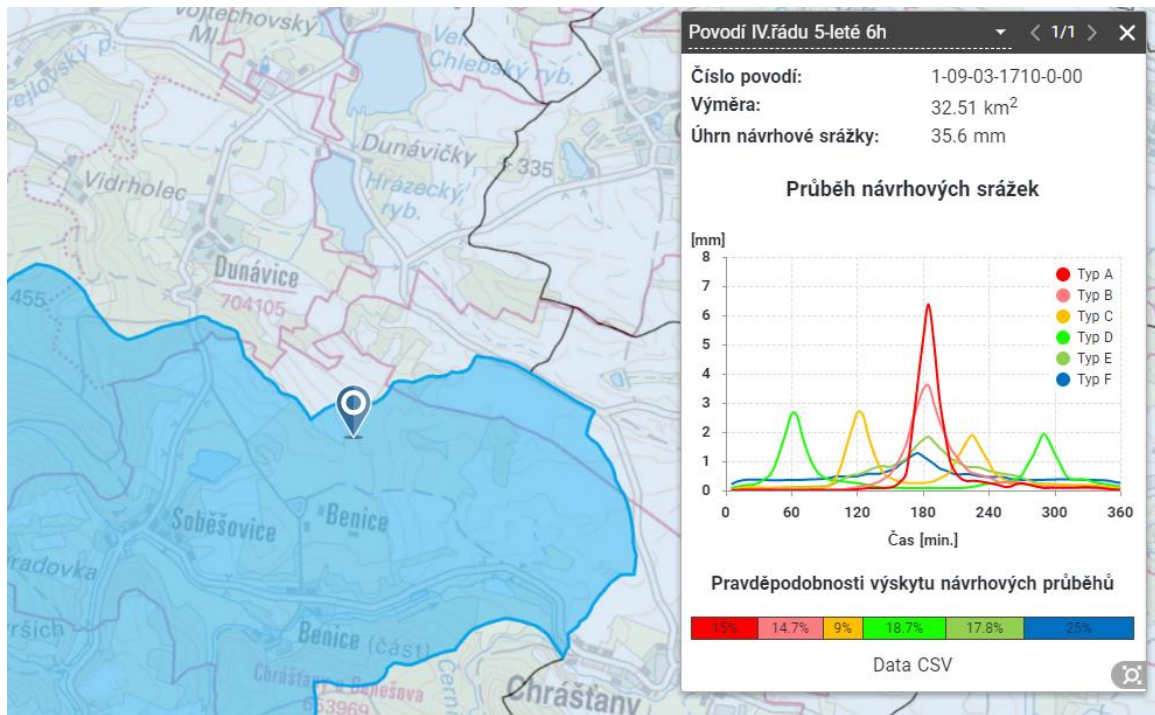 Vojtěchovský
Ml.
Vel.
Chlebský ryb.
Dunávičky
335
Hrázecký
ryb.
Vidrholec
Dunávice
704105
455
Soběšovice
Benice
Benice (část)
Chrášťany u Benešova
653969
Chrášťany
Povodí IV.řádu 5-leté 6h 1/1
Číslo povodí: 1-09-03-1710-0-00
Výměra: 32.51 km²
Úhrn návrhové srážky: 35.6 mm
Průběh návrhových srážek
[mm]
8
7
6
5
4
3
2
1
0
Typ A
Typ B
Typ C
Typ D
Typ E
Typ F
0 60 120 180 240 300 360
Čas [min.]
Pravděpodobnosti výskytu návrhových průběhů
15% 14.7% 9% 18.7% 17.8% 25%
Data CSV